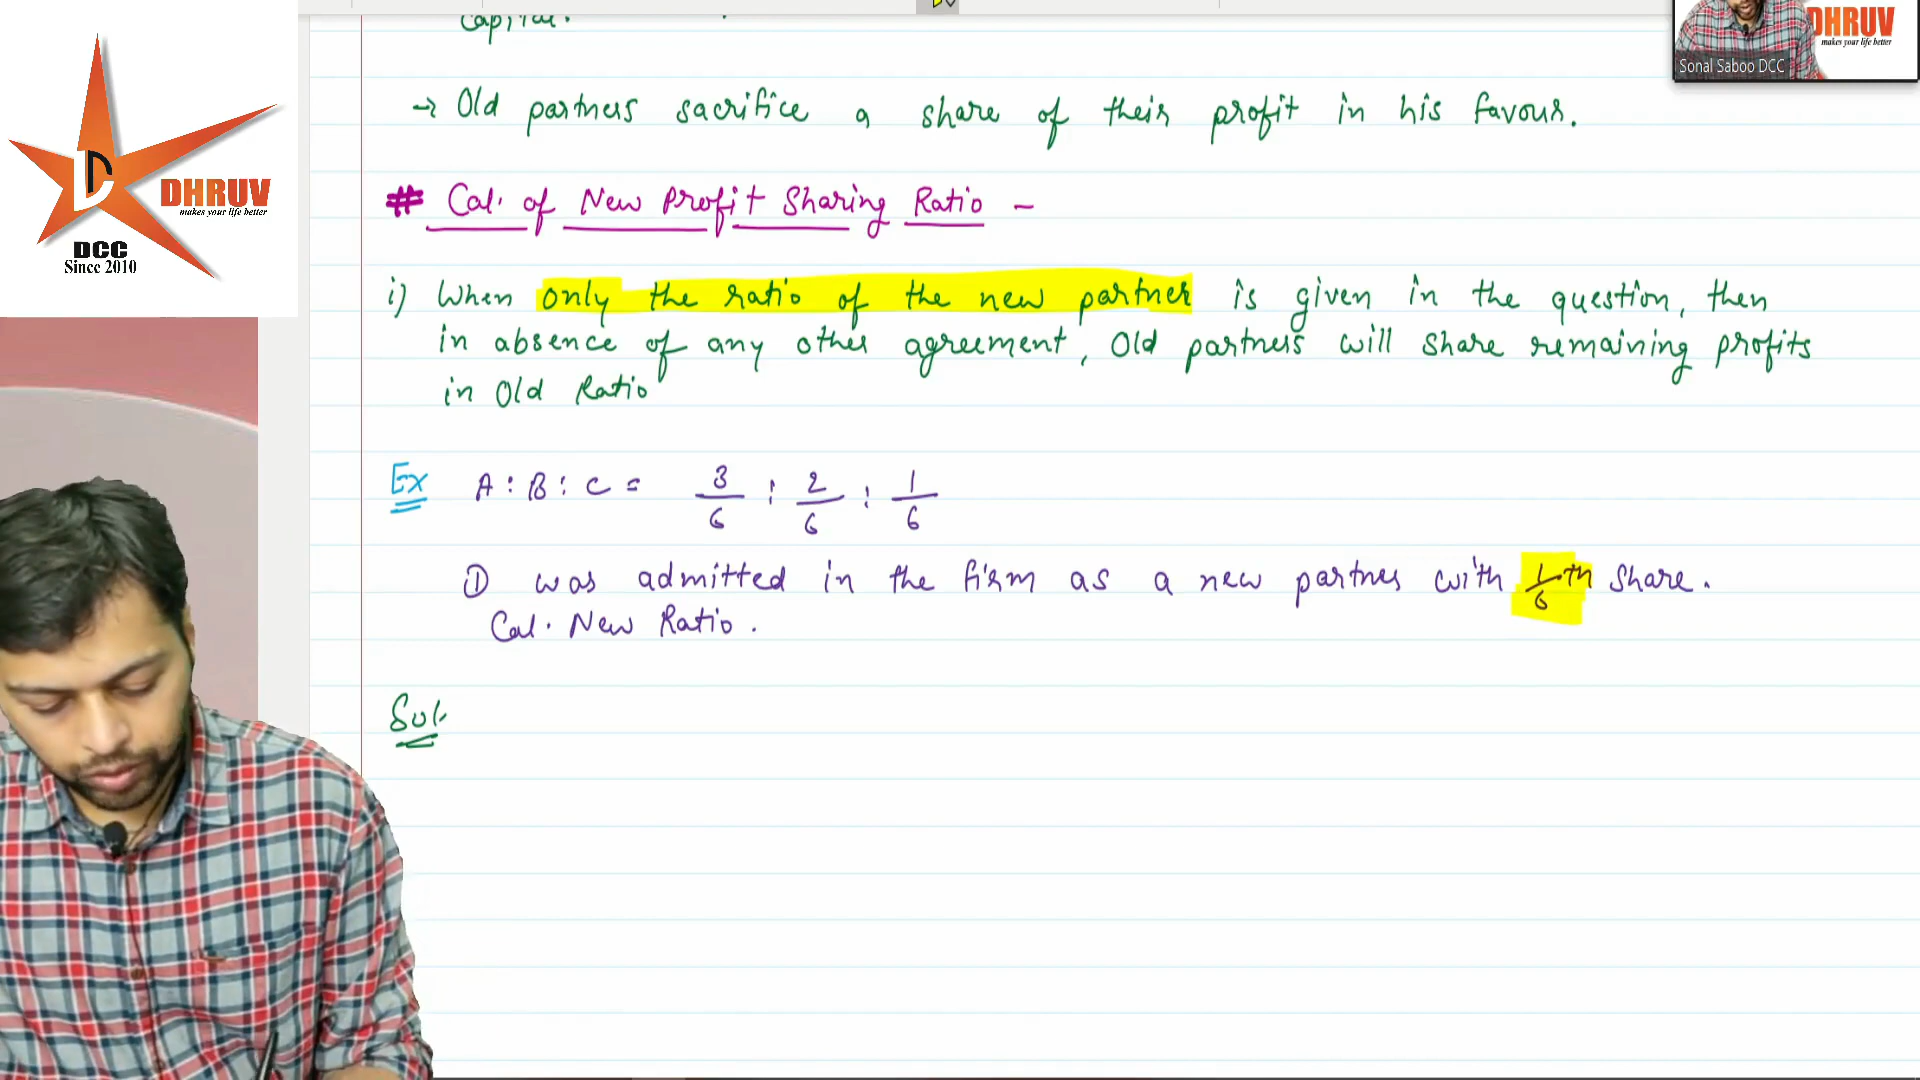 Capital.
→ Old partners sacrifice a share of their profit in his favour.
# Cal. of New Profit Sharing Ratio -
i) When only the ratio of the new partner is given in the question, then
in absence of any other agreement, Old partners will share remaining profits
in Old Ratio
Ex A : B : C = 3/6 : 2/6 : 1/6
D was admitted in the firm as a new partner with 1/6th share.
Cal. New Ratio.
Sol.
DHRUV
makes your life better
DCC
Since 2010
DHRUV
makes your life better
Sonal Saboo DCC